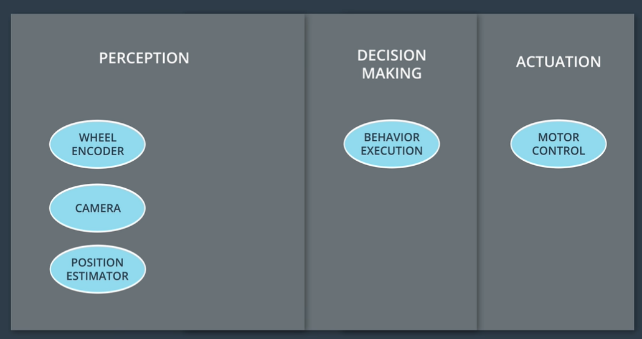 PERCEPTION
DECISION
MAKING
ACTUATION
WHEEL
ENCODER
CAMERA
POSITION
ESTIMATOR
BEHAVIOR
EXECUTION
MOTOR
CONTROL